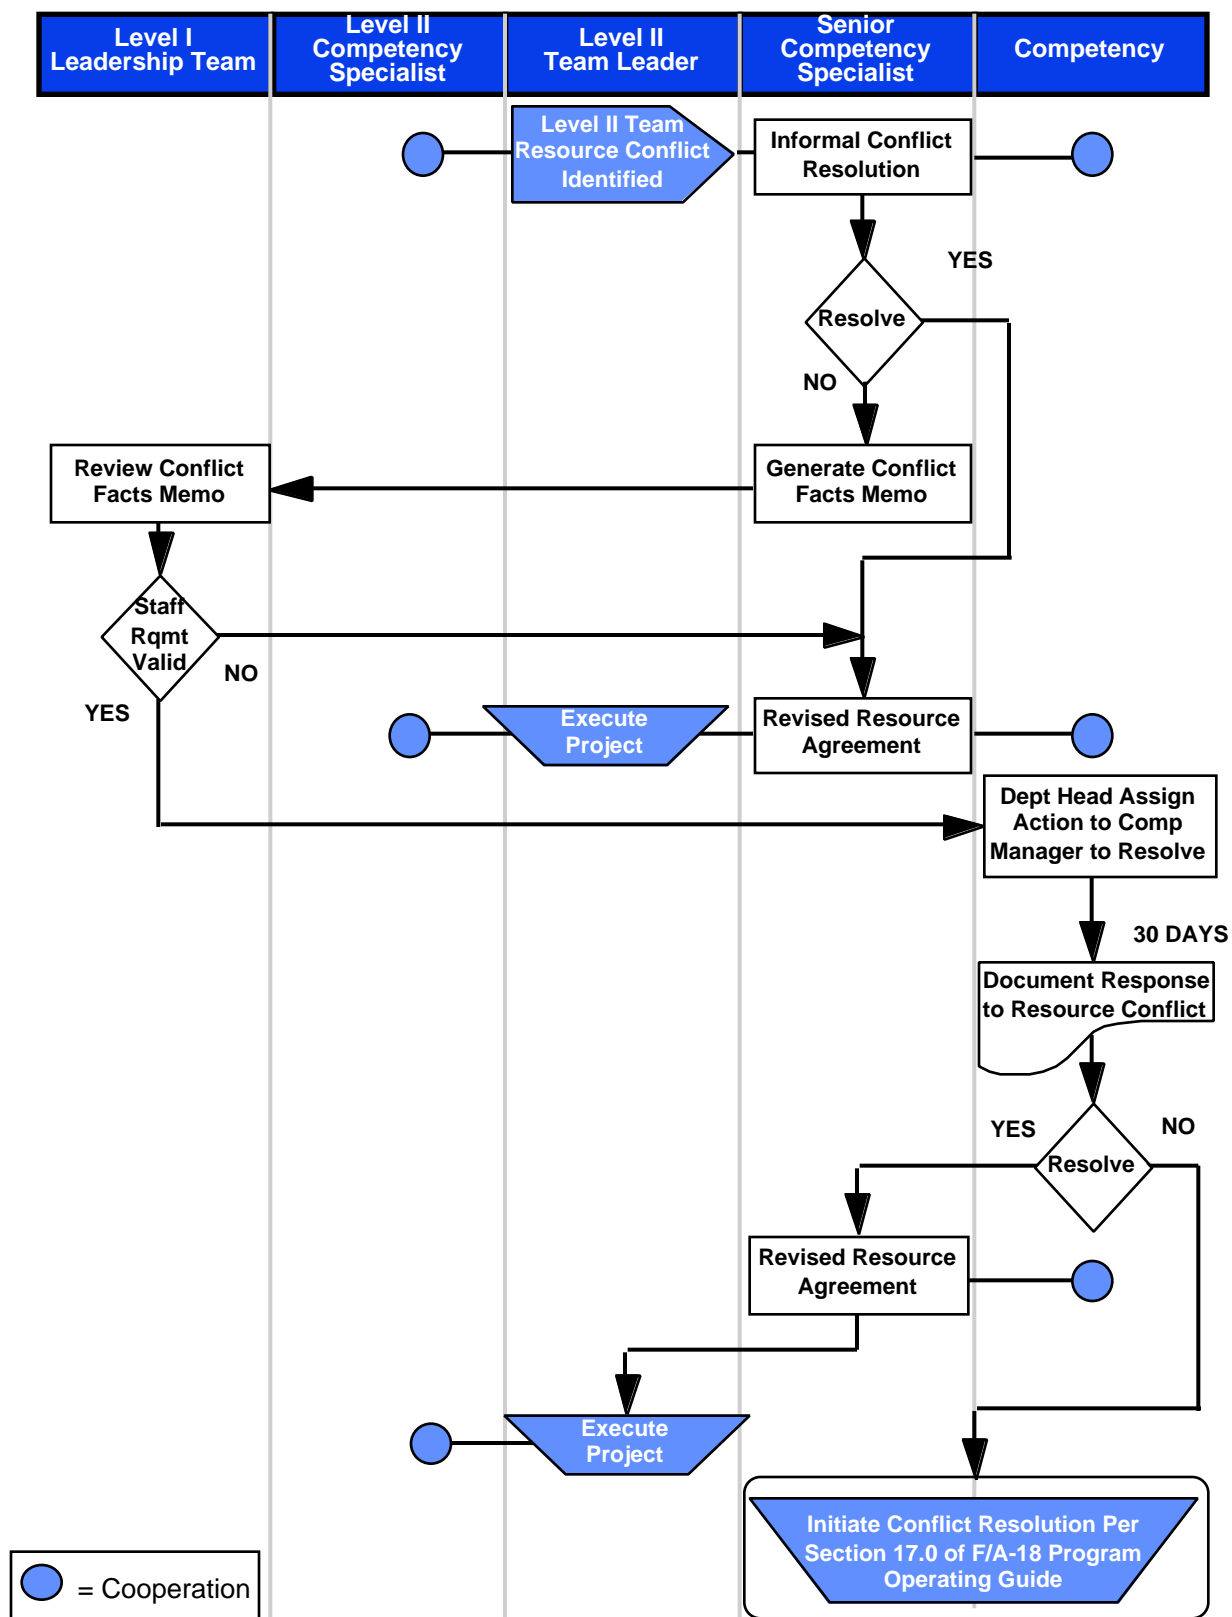 Level I
Leadership Team
Level II
Competency
Specialist
Level II
Team Leader
Senior
Competency
Specialist
Competency
Level II Team
Resource Conflict
Identified
Informal Conflict
Resolution
YES
Resolve
NO
Review Conflict
Facts Memo
Generate Conflict
Facts Memo
Staff
Rqmt
Valid
NO
YES
Execute
Project
Revised Resource
Agreement
Dept Head Assign
Action to Comp
Manager to Resolve
30 DAYS
Document Response
to Resource Conflict
YES
NO
Resolve
Revised Resource
Agreement
Execute
Project
Initiate Conflict Resolution Per
Section 17.0 of F/A-18 Program
Operating Guide
= Cooperation